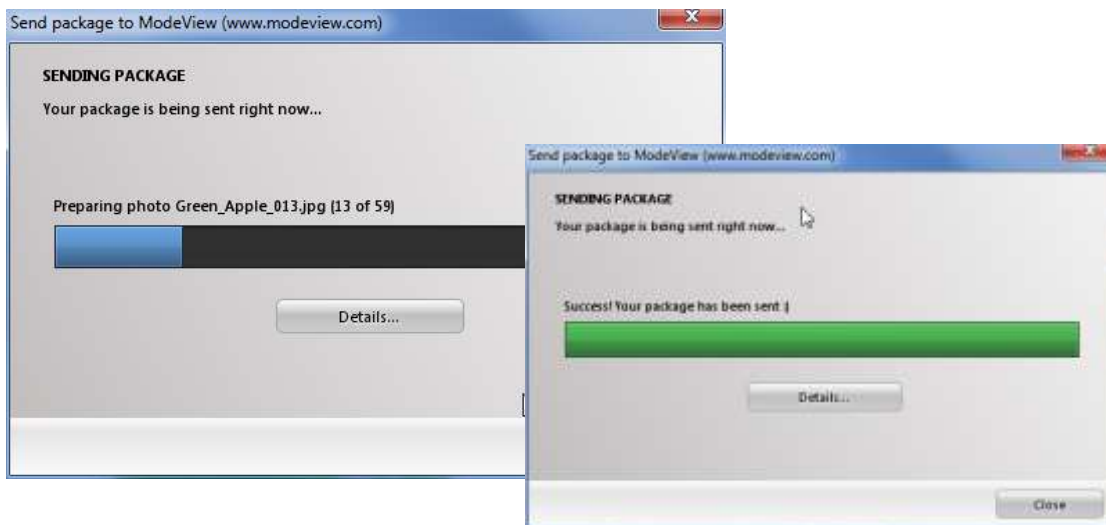 Send package to ModeView (www.modeview.com)
SENDING PACKAGE
Your package is being sent right now...
Preparing photo Green_Apple_013.jpg (13 of 59)
Details...
Send package to ModeView (www.modeview.com)
SENDING PACKAGE
Your package is being sent right now...
Success! Your package has been sent :)
Details...
Close